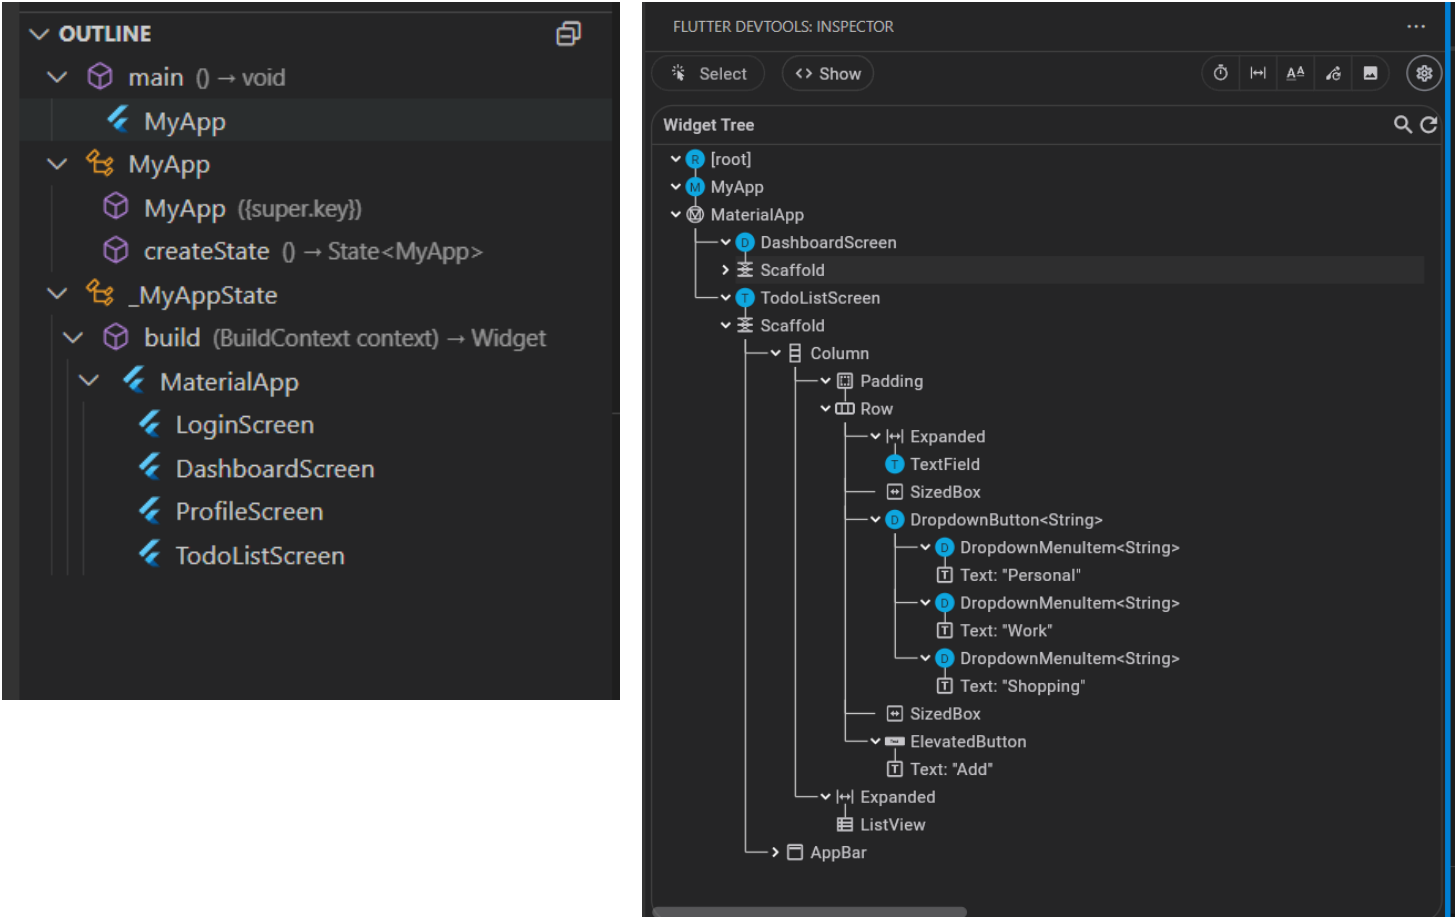 OUTLINE
main () → void
MyApp
MyApp
MyApp ({super.key})
createState () → State<MyApp>
_MyAppState
build (BuildContext context) → Widget
MaterialApp
LoginScreen
DashboardScreen
ProfileScreen
TodoListScreen
FLUTTER DEVTOOLS: INSPECTOR
Select <> Show
Widget Tree
R [root]
M MyApp
M MaterialApp
D DashboardScreen
Scaffold
T TodoListScreen
Scaffold
Column
Padding
Row
Expanded
T TextField
SizedBox
D DropdownButton<String>
D DropdownMenuItem<String>
T Text: "Personal"
D DropdownMenuItem<String>
T Text: "Work"
D DropdownMenuItem<String>
T Text: "Shopping"
SizedBox
ElevatedButton
T Text: "Add"
Expanded
ListView
AppBar